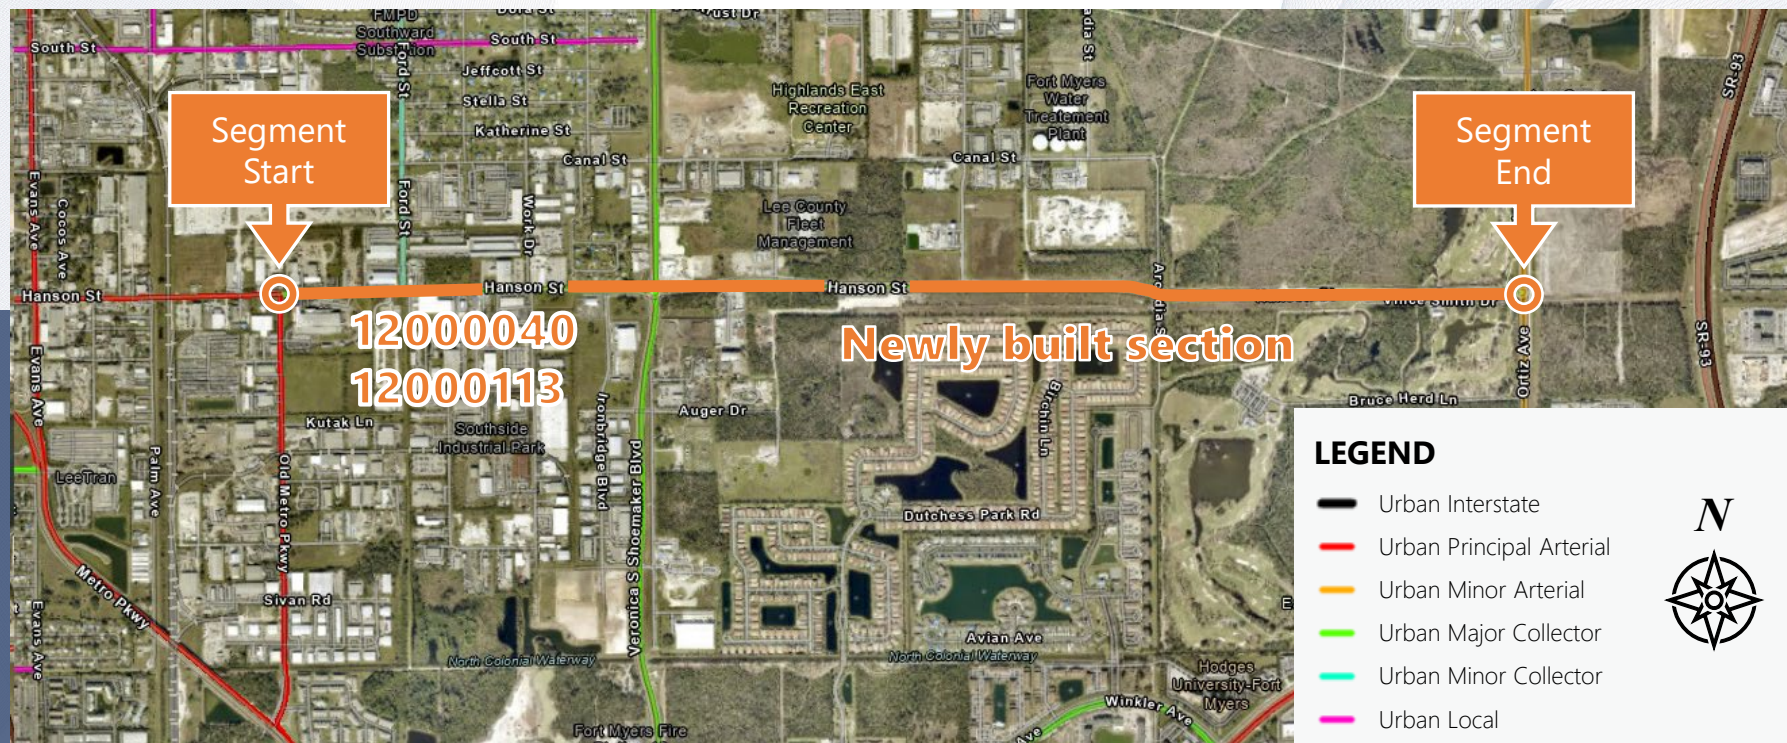 FMPD
Southward
Substation
South St
South St
Ford St
Jeffcott St
Stella St
Katherine St
Canal St
Highlands East
Recreation
Center
Fort Myers
Water
Treatement
Plant
Canal St
SR-93
Segment
Start
Segment
End
Evans Ave
Cocos Ave
Ford St
Work Dr
Lee County
Fleet
Management
Hanson St
Hanson St
Hanson St
Vince Smith Dr
12000040
12000113
Newly built section
Evans Ave
Ortiz Ave
SR-93
Kutak Ln
Southside
Industrial Park
Ironbridge Blvd
Auger Dr
Birchin Ln
Bruce Herd Ln
LeeTran
Palm Ave
Old Metro Pkwy
Veronica S Shoemaker Blvd
Dutchess Park Rd
Metro Pkwy
Sivan Rd
Evans Ave
North Colonial Waterway
Avian Ave
North Colonial Waterway
Hodges
University-Fort
Myers
Winkler Ave
Fort Myers Fire
Ave
LEGEND
Urban Interstate
Urban Principal Arterial
Urban Minor Arterial
Urban Major Collector
Urban Minor Collector
Urban Local
N